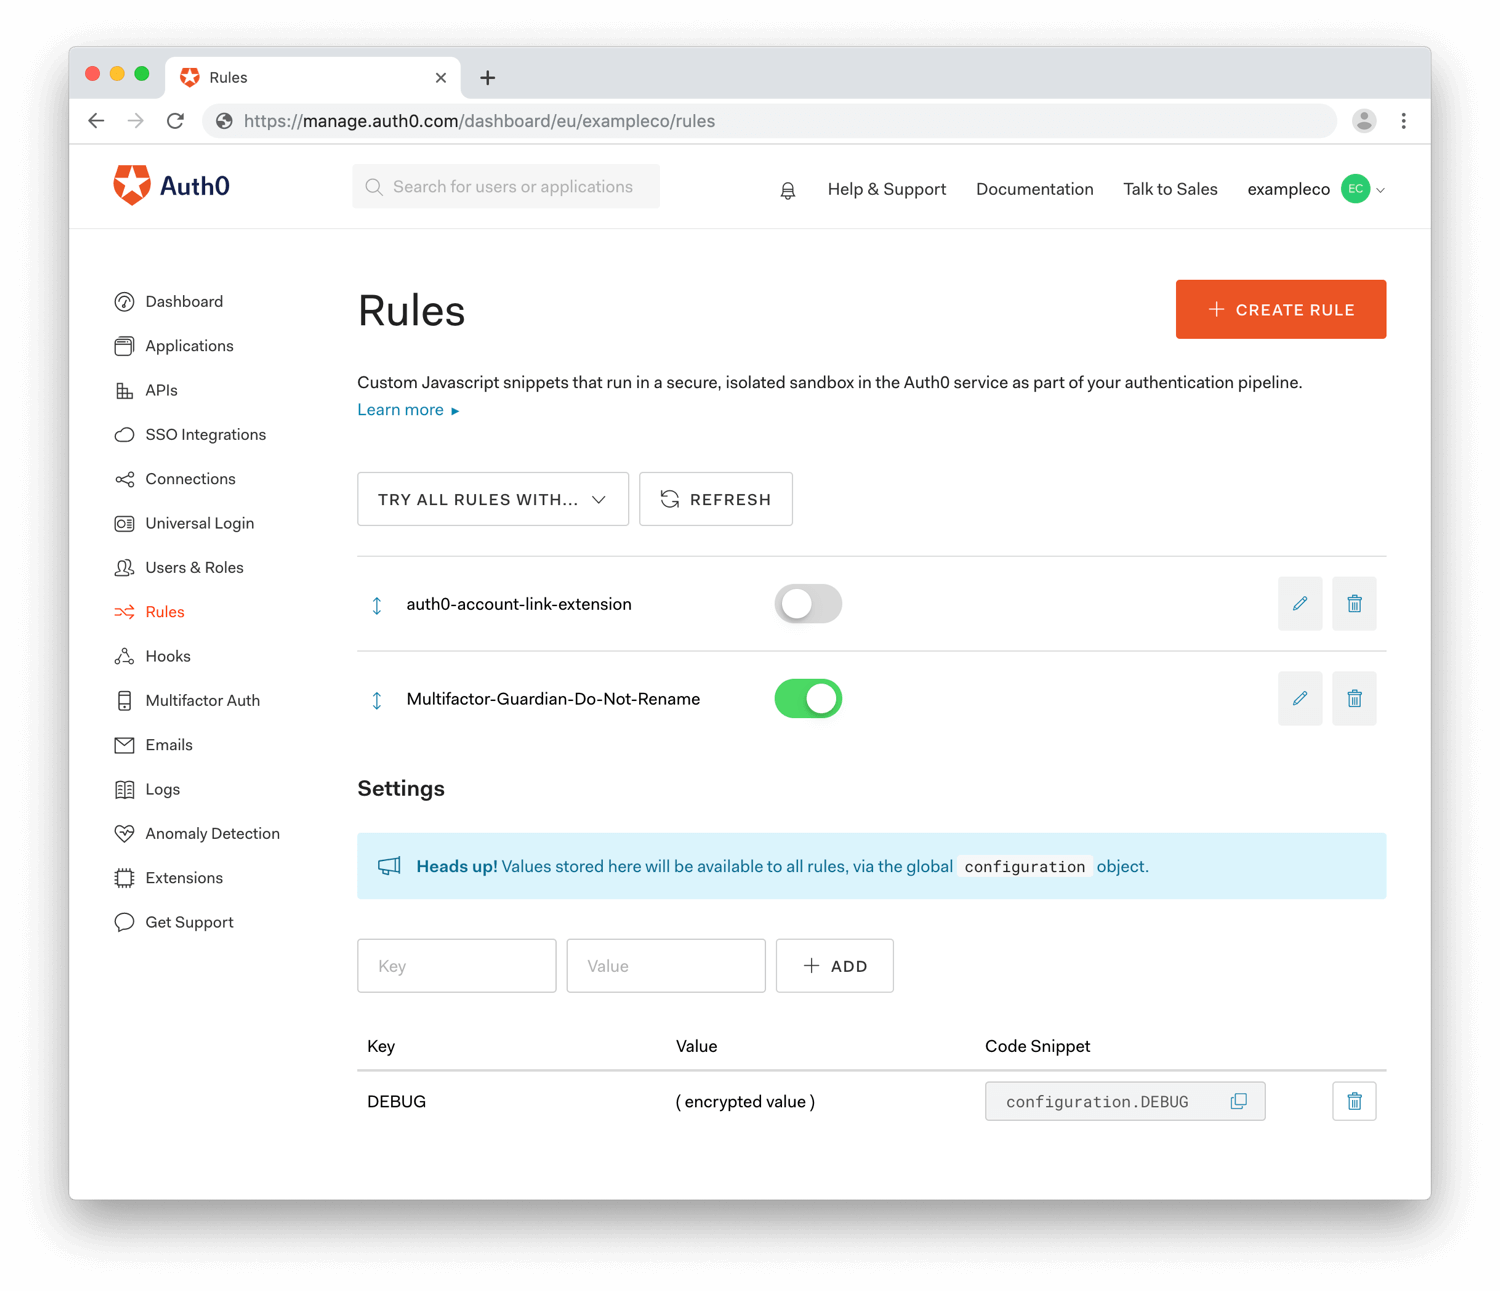 Rules
https://manage.auth0.com/dashboard/eu/exampleco/rules
Auth0
Search for users or applications
Help & Support
Documentation
Talk to Sales
exampleco
EC
Dashboard
Applications
APIs
SSO Integrations
Connections
Universal Login
Users & Roles
Rules
Hooks
Multifactor Auth
Emails
Logs
Anomaly Detection
Extensions
Get Support
Rules
CREATE RULE
Custom Javascript snippets that run in a secure, isolated sandbox in the Auth0 service as part of your authentication pipeline.
Learn more
TRY ALL RULES WITH...
REFRESH
auth0-account-link-extension
Multifactor-Guardian-Do-Not-Rename
Settings
Heads up! Values stored here will be available to all rules, via the global configuration object.
Key
Value
ADD
Key
Value
Code Snippet
DEBUG
( encrypted value )
configuration.DEBUG